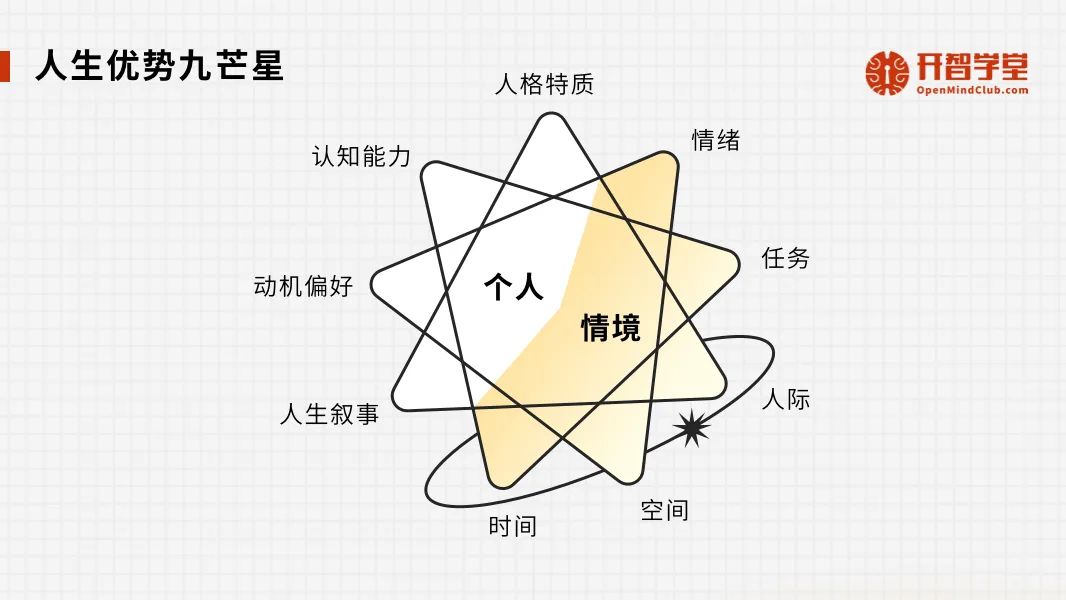 人生优势九芒星
开智学堂
OpenMindClub.com
人格特质
情绪
认知能力
任务
动机偏好
个人
情境
人际
人生叙事
空间
时间